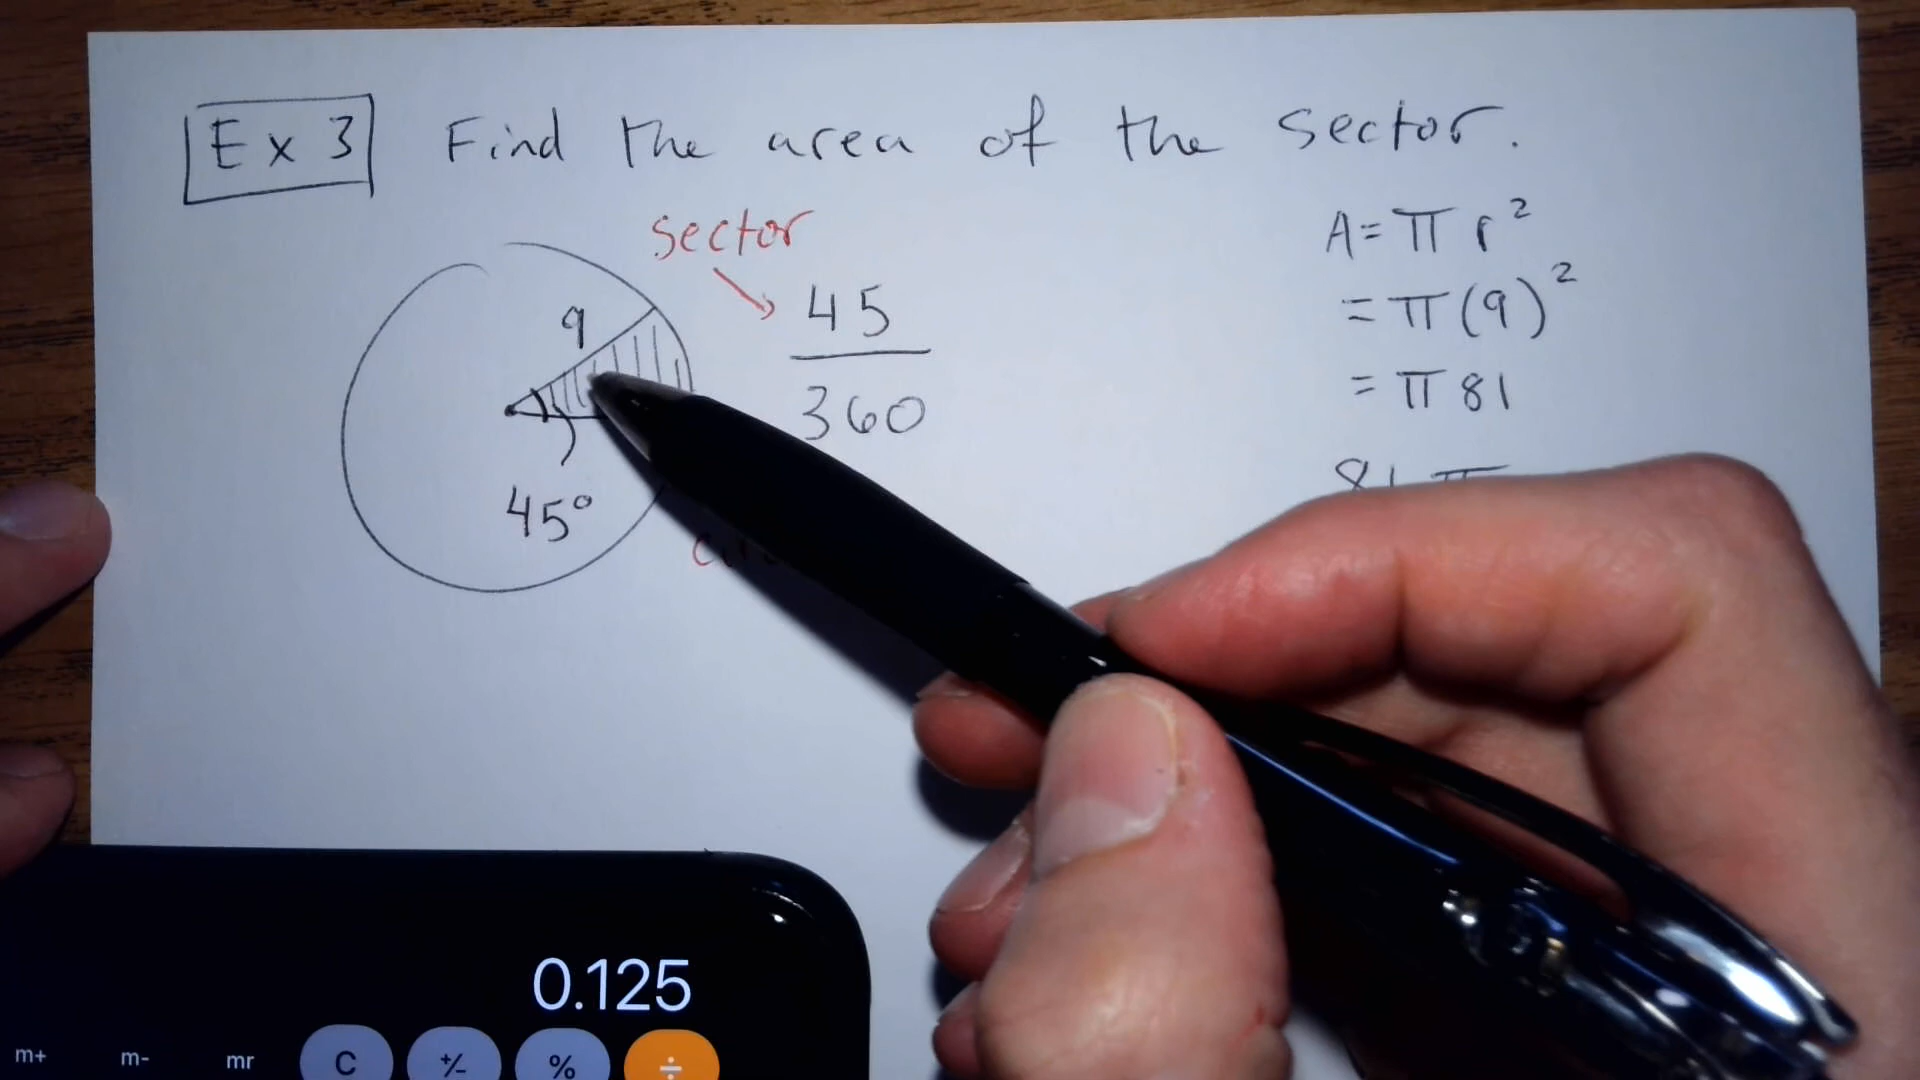 Ex 3 Find the area of the sector.
sector
45
360
9
45°
A = π r²
= π(9)²
= π 81
81 π
0.125
m+ m- mr C +/- % ÷